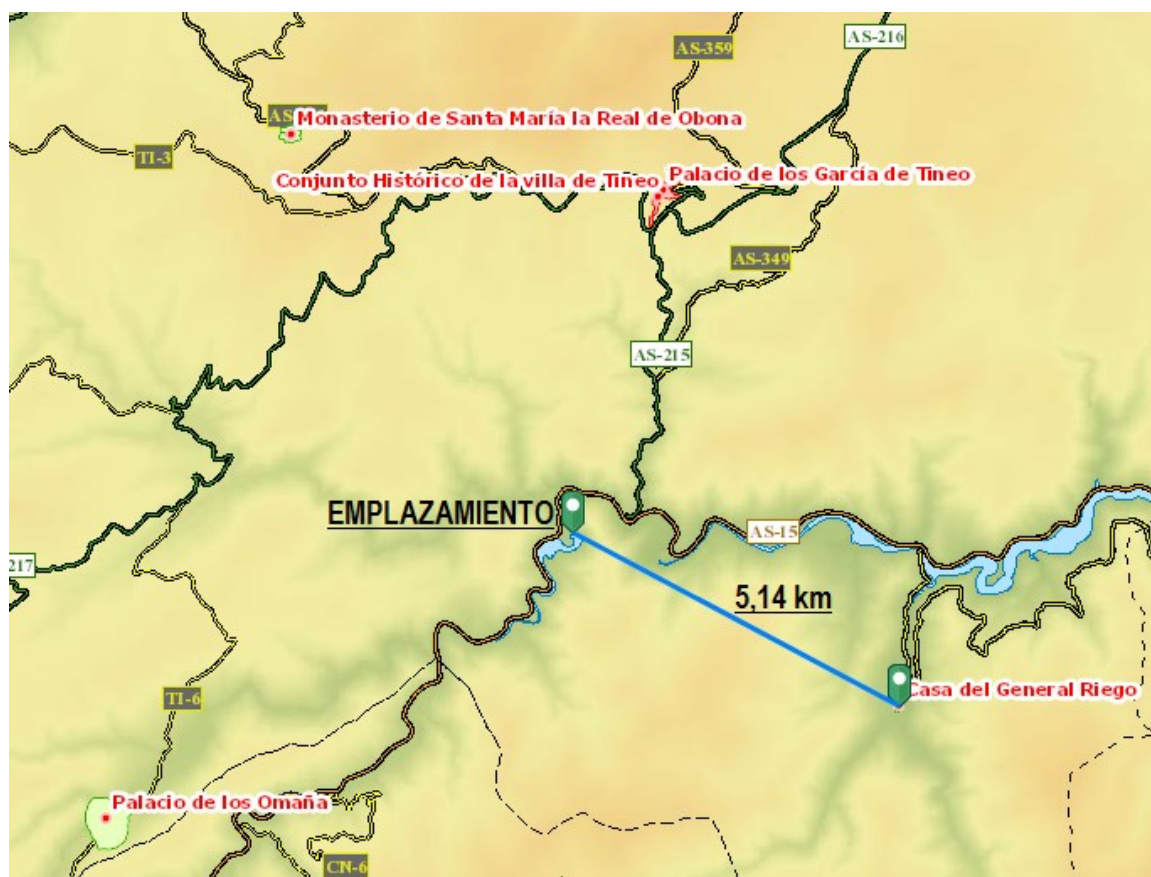 AS-216
AS-359
AS
Monasterio de Santa María la Real de Obona
TI-3
Palacio de los García de Tineo
Conjunto Histórico de la villa de Tineo
AS-349
AS-215
EMPLAZAMIENTO
AS-15
217
5,14 km
Casa del General Riego
TI-6
Palacio de los Omaña
CN-6